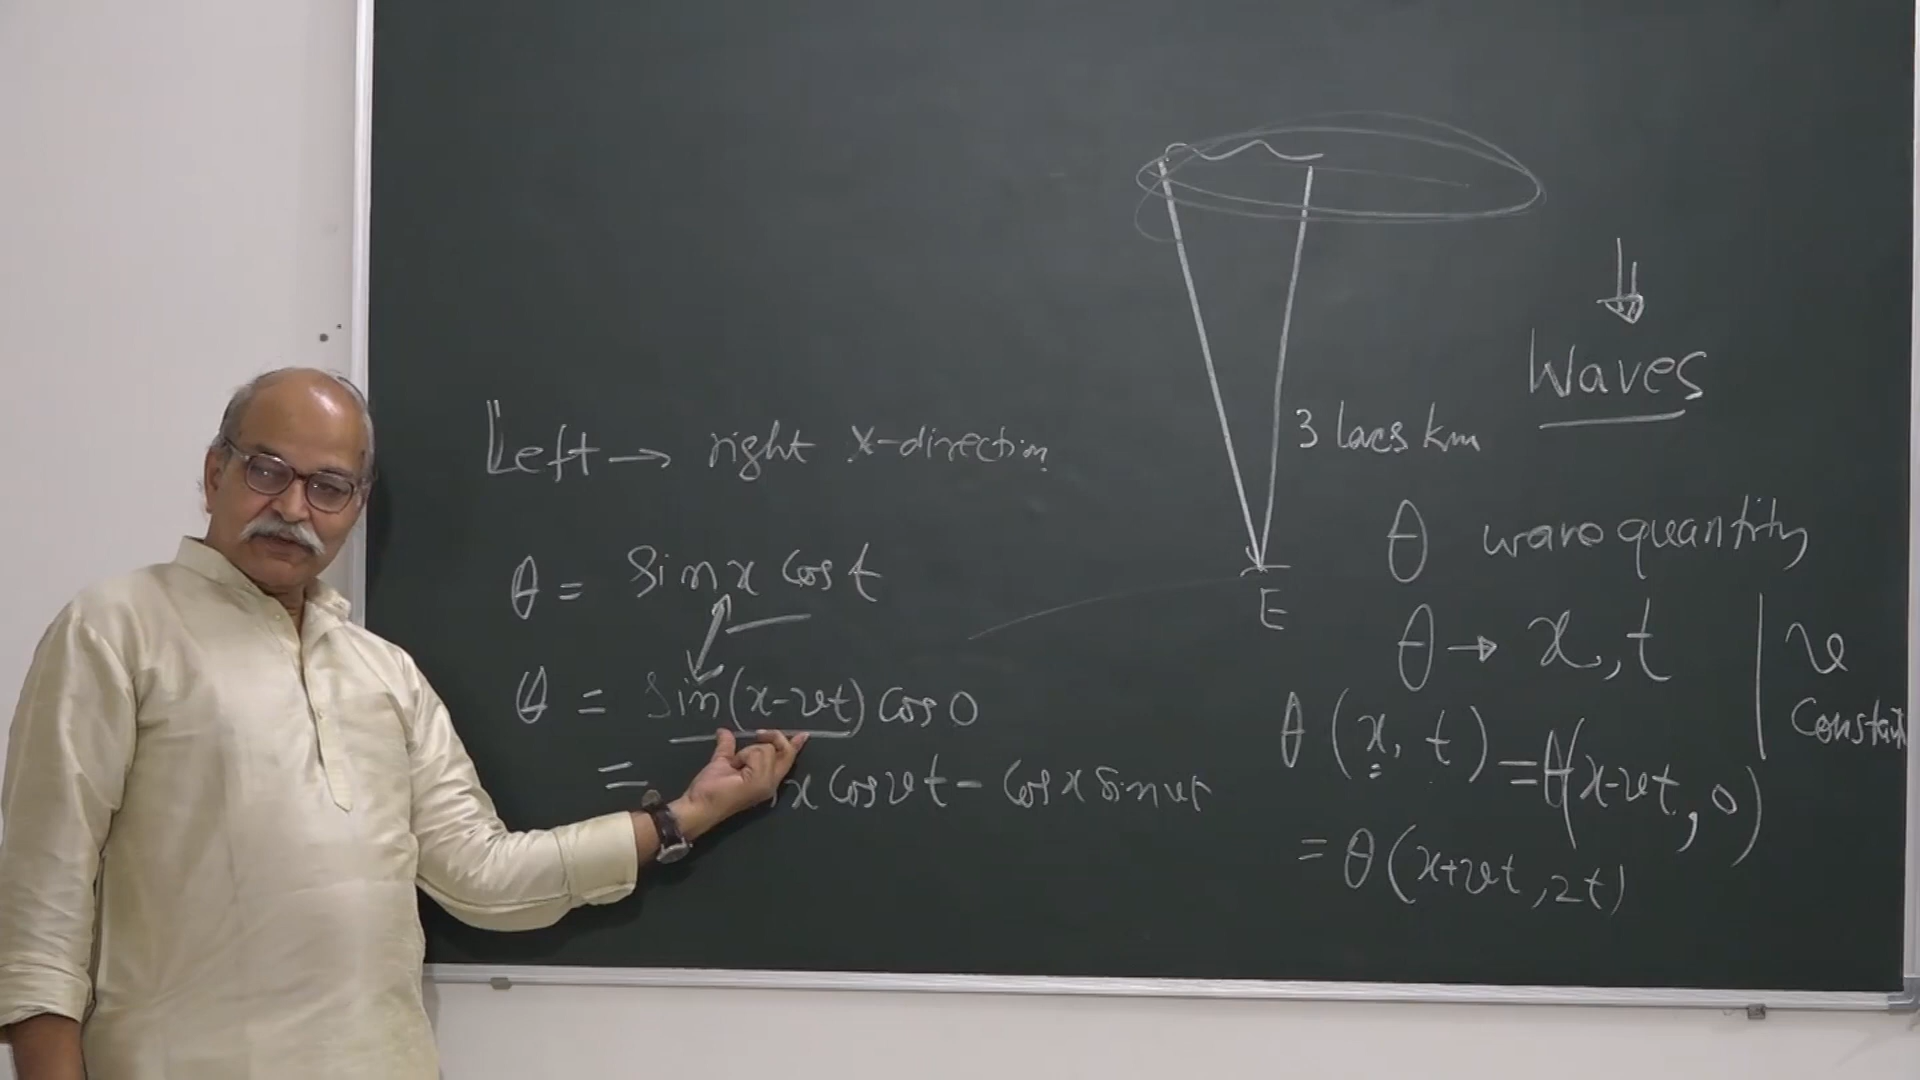 Left → right x-direction
θ = Sin x Cos t
θ = Sin(x-vt) Cos 0
= x Cos vt - Cos x Sin vt
3 lacs km
E
Waves
θ wave quantity
θ → x, t
v
Constant
θ(x, t) = θ(x-vt, 0)
= θ(x+vt, 2t)